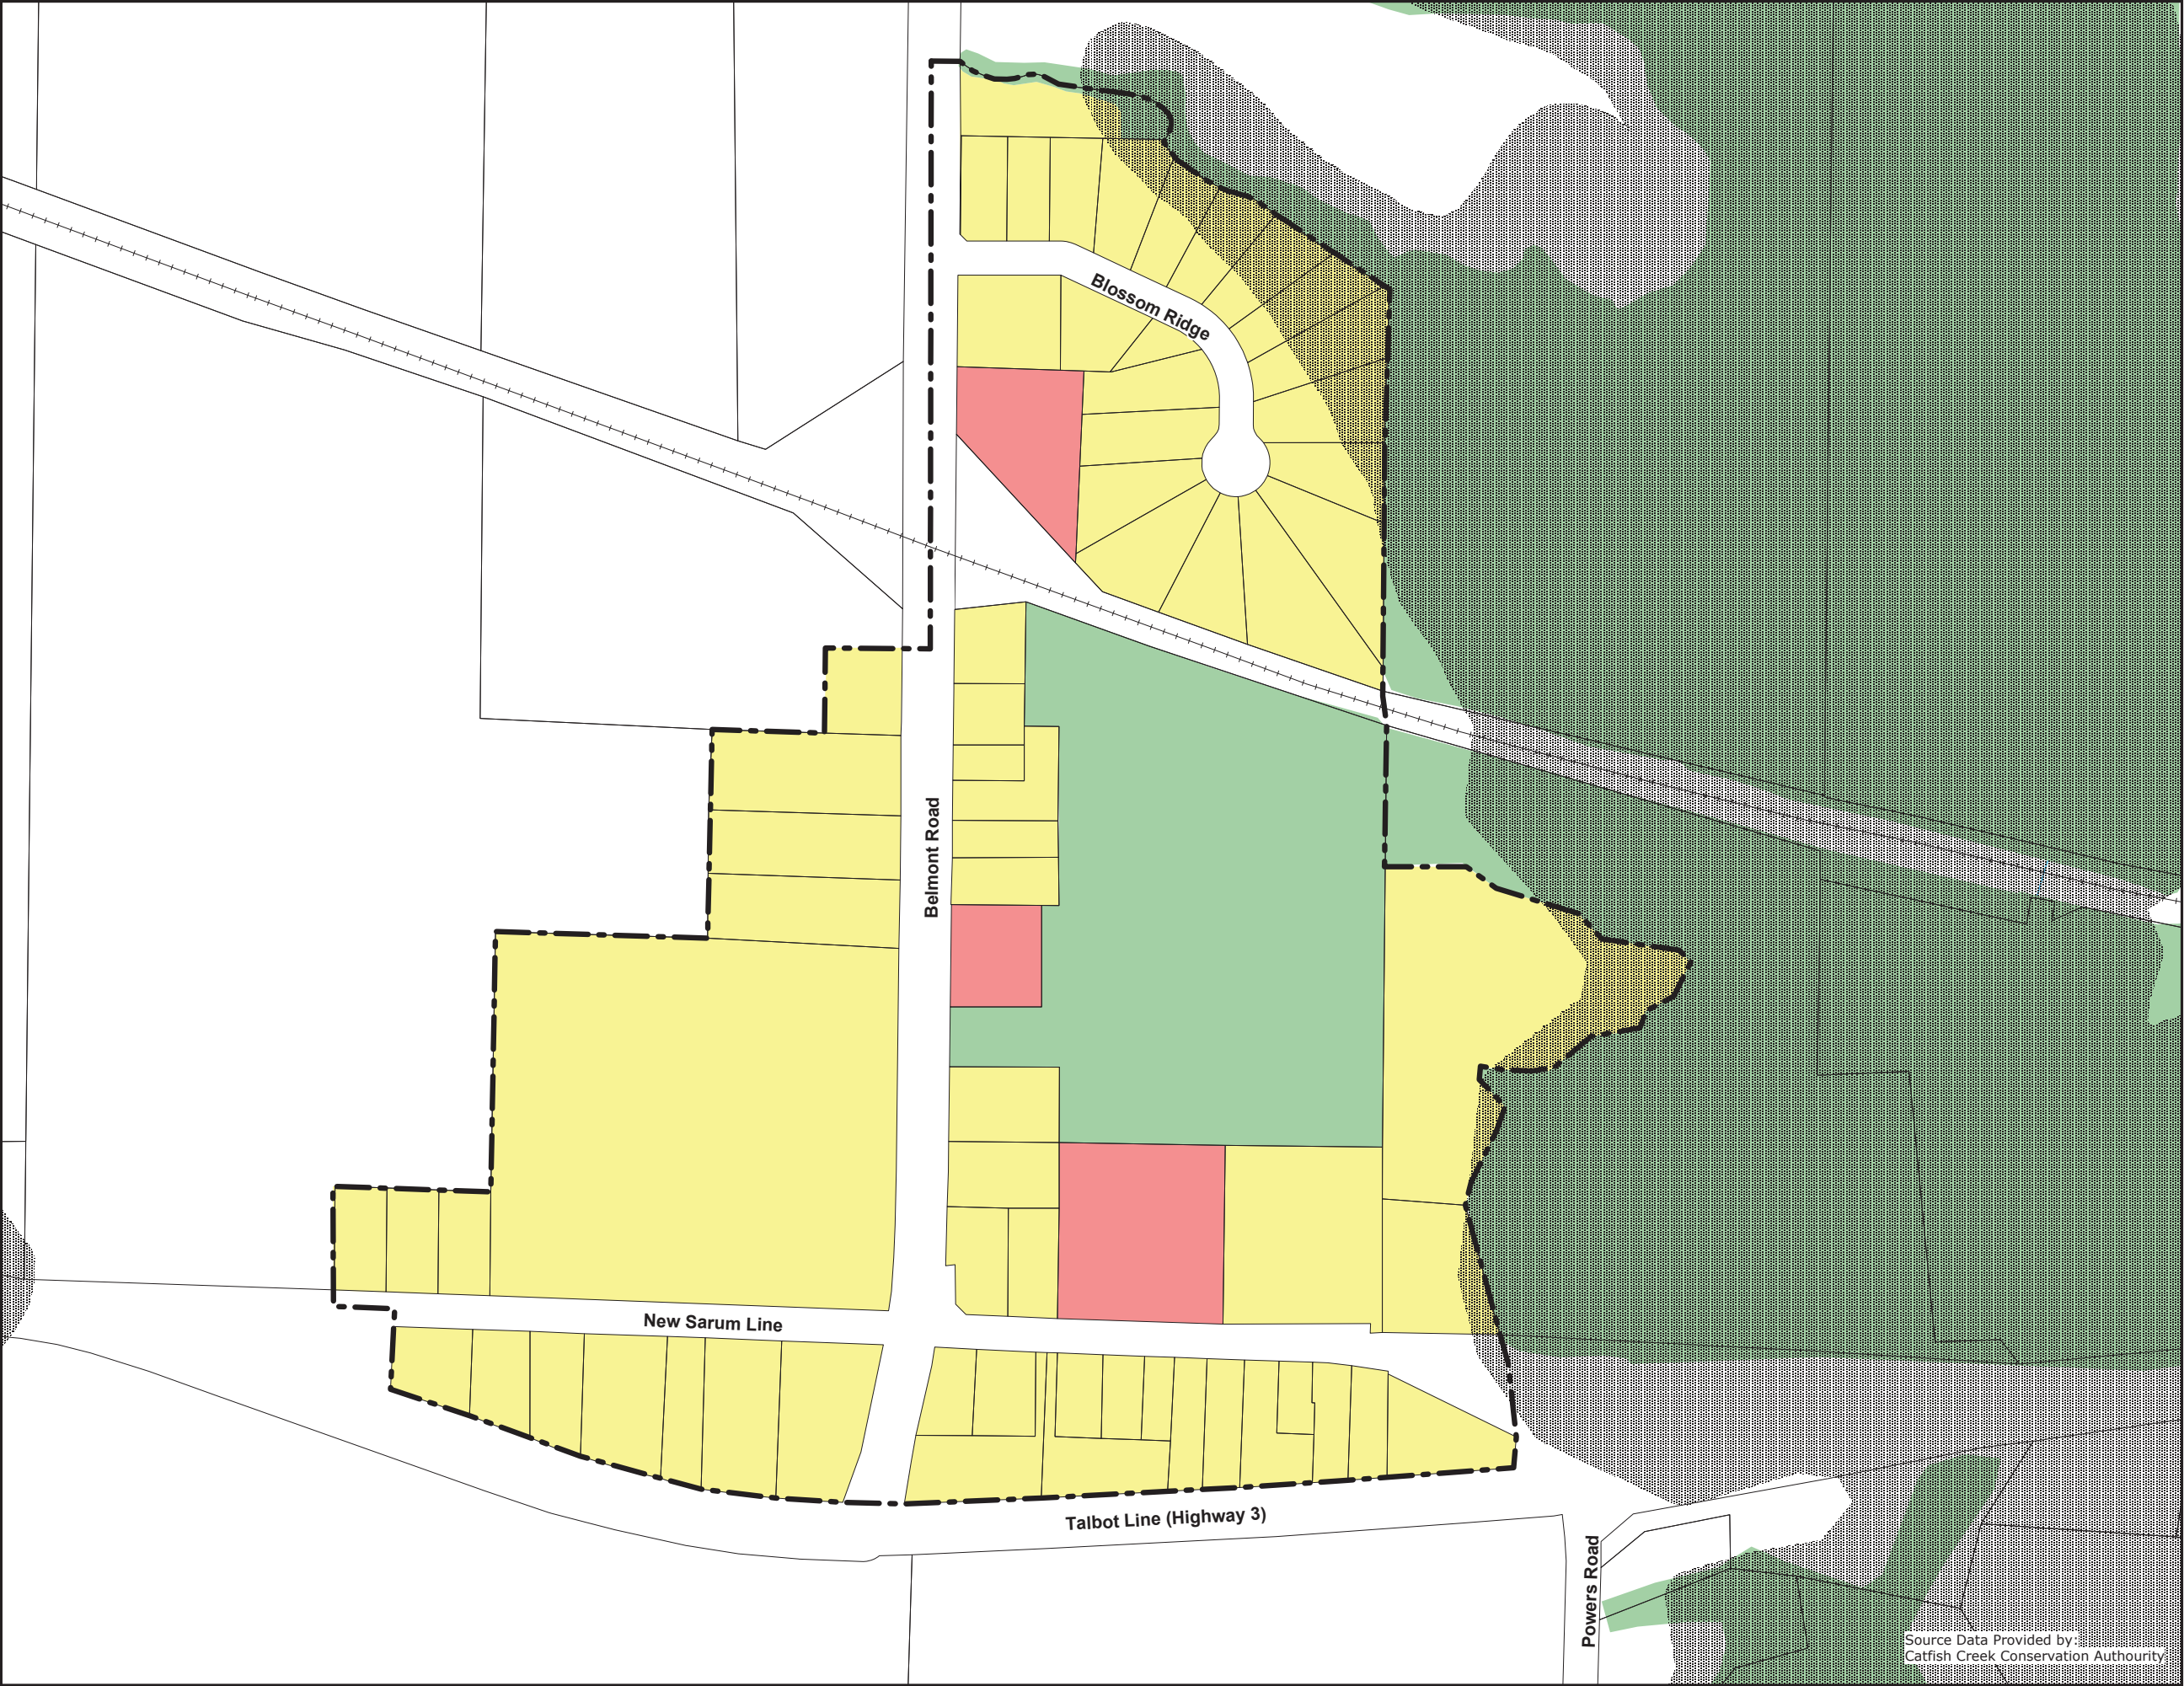 Blossom Ridge
Belmont Road
New Sarum Line
Talbot Line (Highway 3)
Powers Road
Source Data Provided by:
Catfish Creek Conservation Authourity